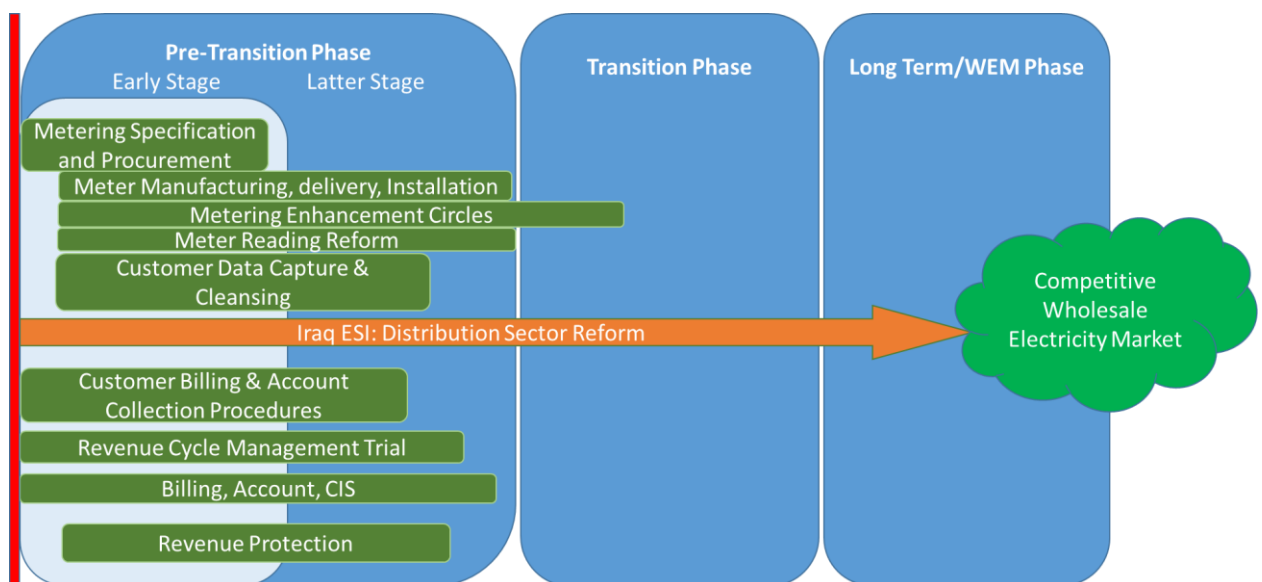 Pre-Transition Phase
Early Stage
Latter Stage
Transition Phase
Long Term/WEM Phase
Metering Specification
and Procurement
Meter Manufacturing, delivery, Installation
Metering Enhancement Circles
Meter Reading Reform
Customer Data Capture &
Cleansing
Iraq ESI: Distribution Sector Reform
Competitive
Wholesale
Electricity Market
Customer Billing & Account
Collection Procedures
Revenue Cycle Management Trial
Billing, Account, CIS
Revenue Protection